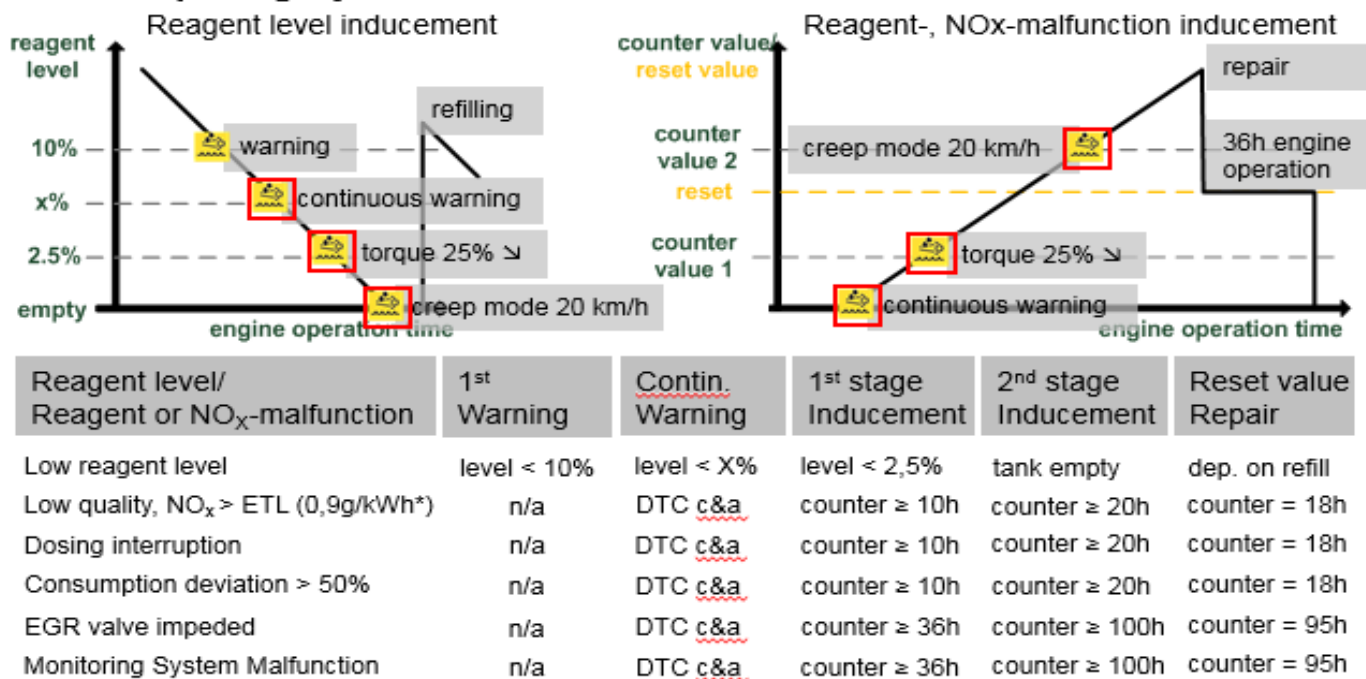 Reagent level inducement
reagent
level
10%
x%
2.5%
empty
warning
continuous warning
torque 25% ↘
creep mode 20 km/h
refilling
engine operation time
Reagent-, NOx-malfunction inducement
counter value/
reset value
counter
value 2
reset
counter
value 1
creep mode 20 km/h
torque 25% ↘
continuous warning
repair
36h engine
operation
engine operation time
Reagent level/ 
Reagent or NOX-malfunction
1st
Warning
Contin.
Warning
1st stage
Inducement
2nd stage
Inducement
Reset value
Repair
Low reagent level level < 10% level < X% level < 2,5% tank empty dep. on refill
Low quality, NOx > ETL (0,9g/kWh*) n/a DTC c&a counter ≥ 10h counter ≥ 20h counter = 18h
Dosing interruption n/a DTC c&a counter ≥ 10h counter ≥ 20h counter = 18h
Consumption deviation > 50% n/a DTC c&a counter ≥ 10h counter ≥ 20h counter = 18h
EGR valve impeded n/a DTC c&a counter ≥ 36h counter ≥ 100h counter = 95h
Monitoring System Malfunction n/a DTC c&a counter ≥ 36h counter ≥ 100h counter = 95h